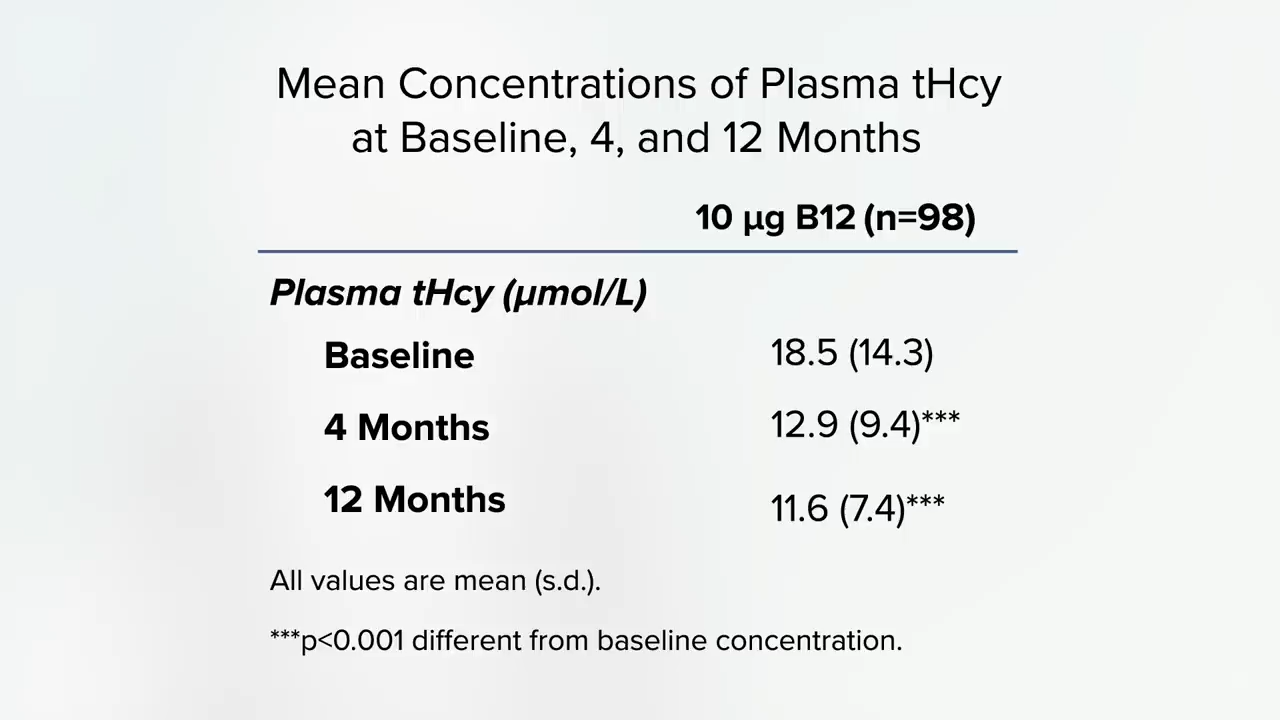 Mean Concentrations of Plasma tHcy
at Baseline, 4, and 12 Months
10 µg B12 (n=98)
Plasma tHcy (µmol/L)
Baseline 18.5 (14.3)
4 Months 12.9 (9.4)***
12 Months 11.6 (7.4)***
All values are mean (s.d.).
***p<0.001 different from baseline concentration.